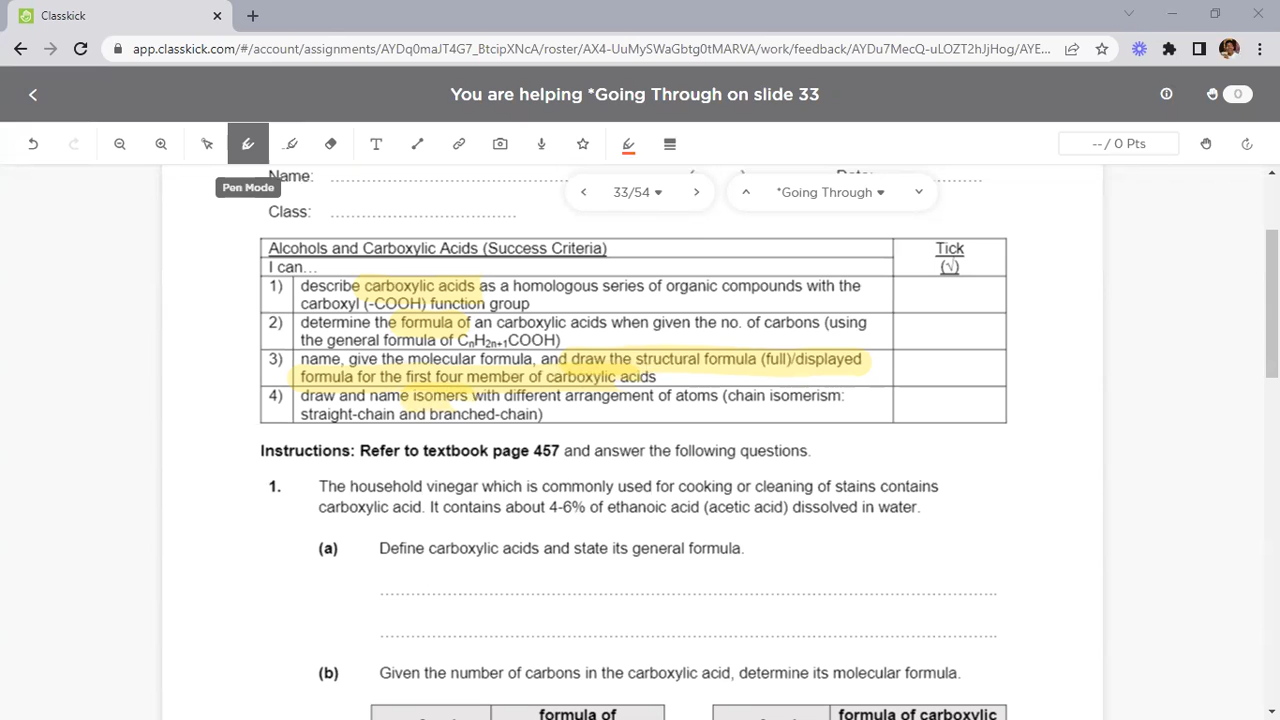 Classkick
app.classkick.com/#/account/assignments/AYDq0maJT4G7_BtcipXNcA/roster/AX4-UuMySWaGbtg0tMARVA/work/feedback/AYDu7MecQ-uLOZT2hJjHog/AYE...
You are helping *Going Through on slide 33
0
T
-- / 0 Pts
Pen Mode
Name:
33/54
*Going Through
Class:
Alcohols and Carboxylic Acids (Success Criteria)
Tick
I can…
(√)
1) describe carboxylic acids as a homologous series of organic compounds with the
carboxyl (-COOH) function group
2) determine the formula of an carboxylic acids when given the no. of carbons (using
the general formula of CnH2n+1COOH)
3) name, give the molecular formula, and draw the structural formula (full)/displayed
formula for the first four member of carboxylic acids
4) draw and name isomers with different arrangement of atoms (chain isomerism:
straight-chain and branched-chain)
Instructions: Refer to textbook page 457 and answer the following questions.
1. The household vinegar which is commonly used for cooking or cleaning of stains contains
carboxylic acid. It contains about 4-6% of ethanoic acid (acetic acid) dissolved in water.
(a) Define carboxylic acids and state its general formula.
(b) Given the number of carbons in the carboxylic acid, determine its molecular formula.
formula of
formula of carboxylic